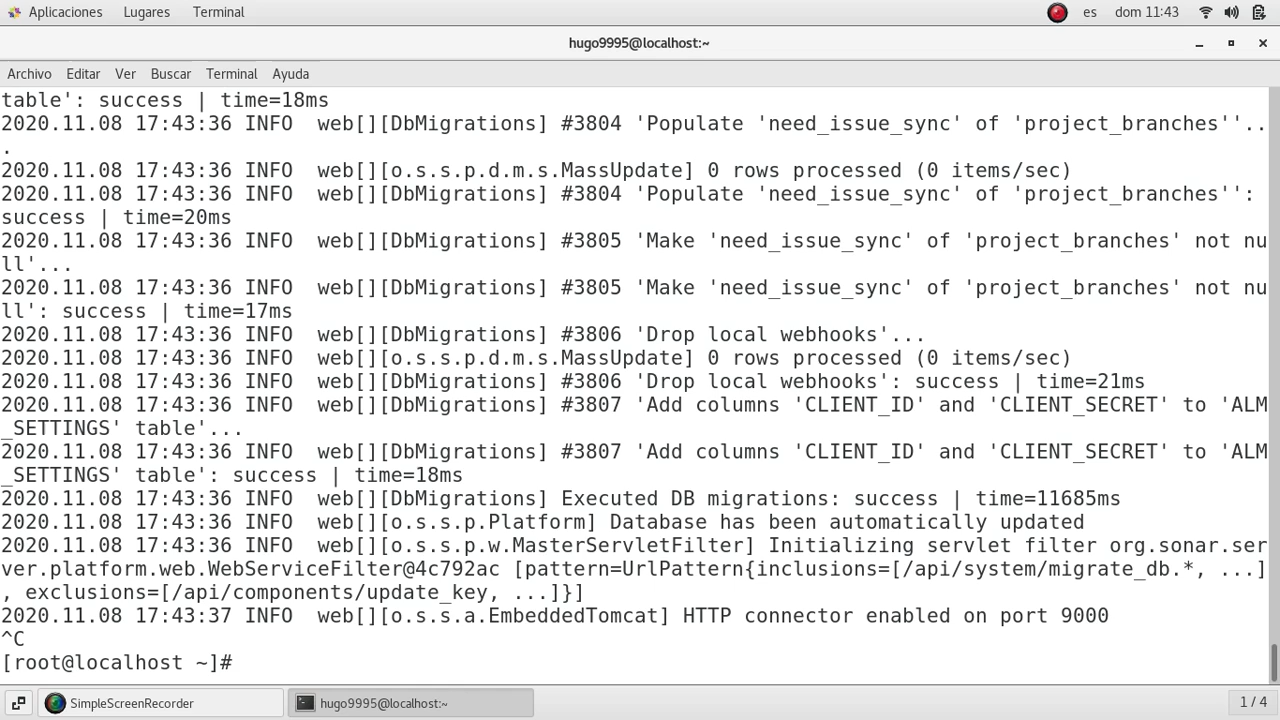 Aplicaciones Lugares Terminal es dom 11:43
hugo9995@localhost:~
Archivo Editar Ver Buscar Terminal Ayuda
table': success | time=18ms
2020.11.08 17:43:36 INFO  web[][DbMigrations] #3804 'Populate 'need_issue_sync' of 'project_branches''..
.
2020.11.08 17:43:36 INFO  web[][o.s.s.p.d.m.s.MassUpdate] 0 rows processed (0 items/sec)
2020.11.08 17:43:36 INFO  web[][DbMigrations] #3804 'Populate 'need_issue_sync' of 'project_branches'':
success | time=20ms
2020.11.08 17:43:36 INFO  web[][DbMigrations] #3805 'Make 'need_issue_sync' of 'project_branches' not nu
ll'...
2020.11.08 17:43:36 INFO  web[][DbMigrations] #3805 'Make 'need_issue_sync' of 'project_branches' not nu
ll': success | time=17ms
2020.11.08 17:43:36 INFO  web[][DbMigrations] #3806 'Drop local webhooks'...
2020.11.08 17:43:36 INFO  web[][o.s.s.p.d.m.s.MassUpdate] 0 rows processed (0 items/sec)
2020.11.08 17:43:36 INFO  web[][DbMigrations] #3806 'Drop local webhooks': success | time=21ms
2020.11.08 17:43:36 INFO  web[][DbMigrations] #3807 'Add columns 'CLIENT_ID' and 'CLIENT_SECRET' to 'ALM
_SETTINGS' table'...
2020.11.08 17:43:36 INFO  web[][DbMigrations] #3807 'Add columns 'CLIENT_ID' and 'CLIENT_SECRET' to 'ALM
_SETTINGS' table': success | time=18ms
2020.11.08 17:43:36 INFO  web[][DbMigrations] Executed DB migrations: success | time=11685ms
2020.11.08 17:43:36 INFO  web[][o.s.s.p.Platform] Database has been automatically updated
2020.11.08 17:43:36 INFO  web[][o.s.s.p.w.MasterServletFilter] Initializing servlet filter org.sonar.ser
ver.platform.web.WebServiceFilter@4c792ac [pattern=UrlPattern{inclusions=[/api/system/migrate_db.*, ...]
, exclusions=[/api/components/update_key, ...]}]
2020.11.08 17:43:37 INFO  web[][o.s.s.a.EmbeddedTomcat] HTTP connector enabled on port 9000
^C
[root@localhost ~]#
SimpleScreenRecorder hugo9995@localhost:~ 1 / 4